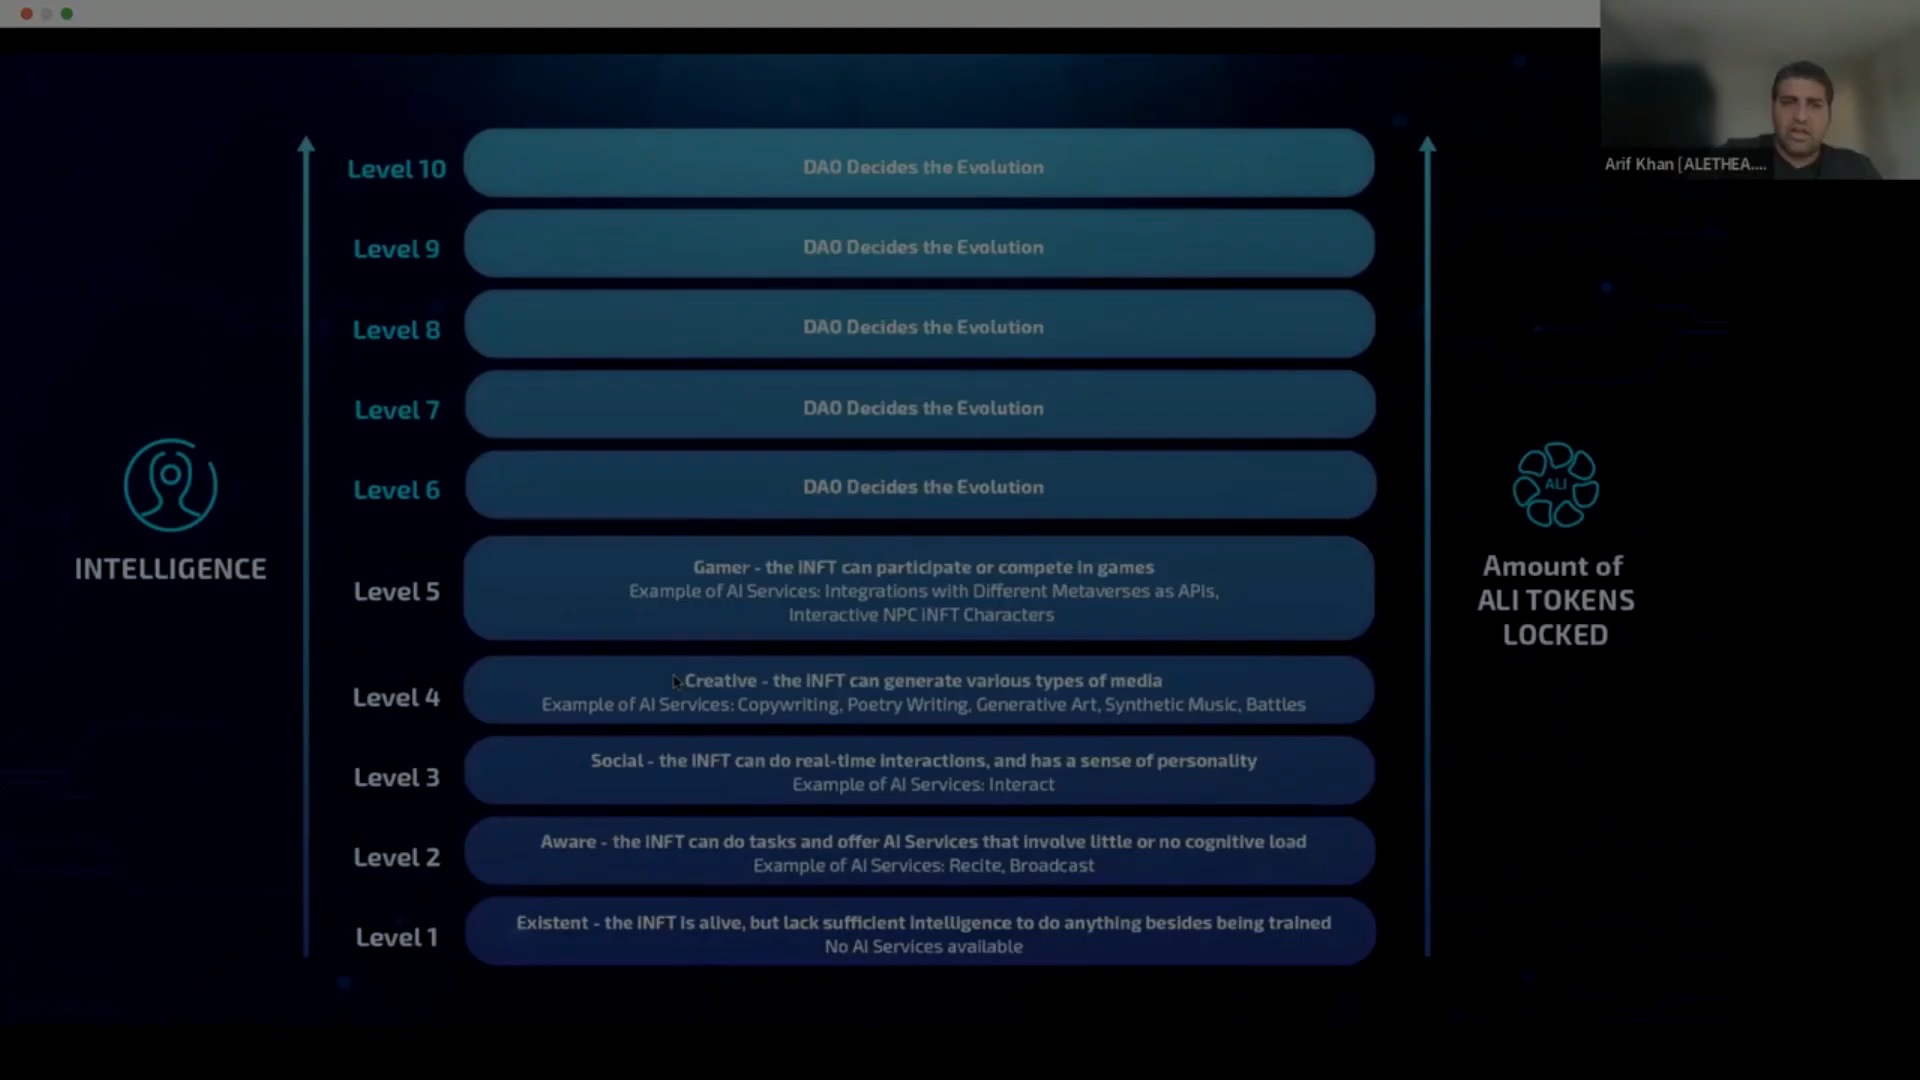 Arif Khan [ALETHEA....
Level 10
DAO Decides the Evolution
Level 9
DAO Decides the Evolution
Level 8
DAO Decides the Evolution
Level 7
DAO Decides the Evolution
Level 6
DAO Decides the Evolution
INTELLIGENCE
Level 5
Gamer - the iNFT can participate or compete in games
Example of AI Services: Integrations with Different Metaverses as APIs,
Interactive NPC iNFT Characters
ALI
Amount of
ALI TOKENS
LOCKED
Level 4
Creative - the iNFT can generate various types of media
Example of AI Services: Copywriting, Poetry Writing, Generative Art, Synthetic Music, Battles
Level 3
Social - the iNFT can do real-time interactions, and has a sense of personality
Example of AI Services: Interact
Level 2
Aware - the iNFT can do tasks and offer AI Services that involve little or no cognitive load
Example of AI Services: Recite, Broadcast
Level 1
Existent - the iNFT is alive, but lack sufficient intelligence to do anything besides being trained
No AI Services available